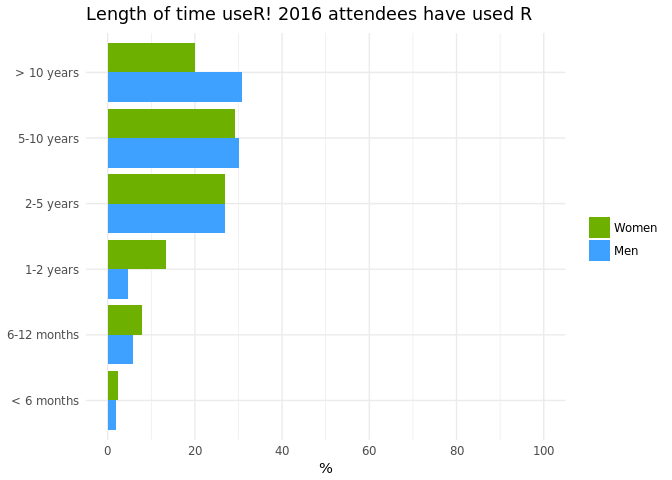 Length of time useR! 2016 attendees have used R
> 10 years
5-10 years
2-5 years
1-2 years
6-12 months
< 6 months
0 20 40 60 80 100
%
Women
Men